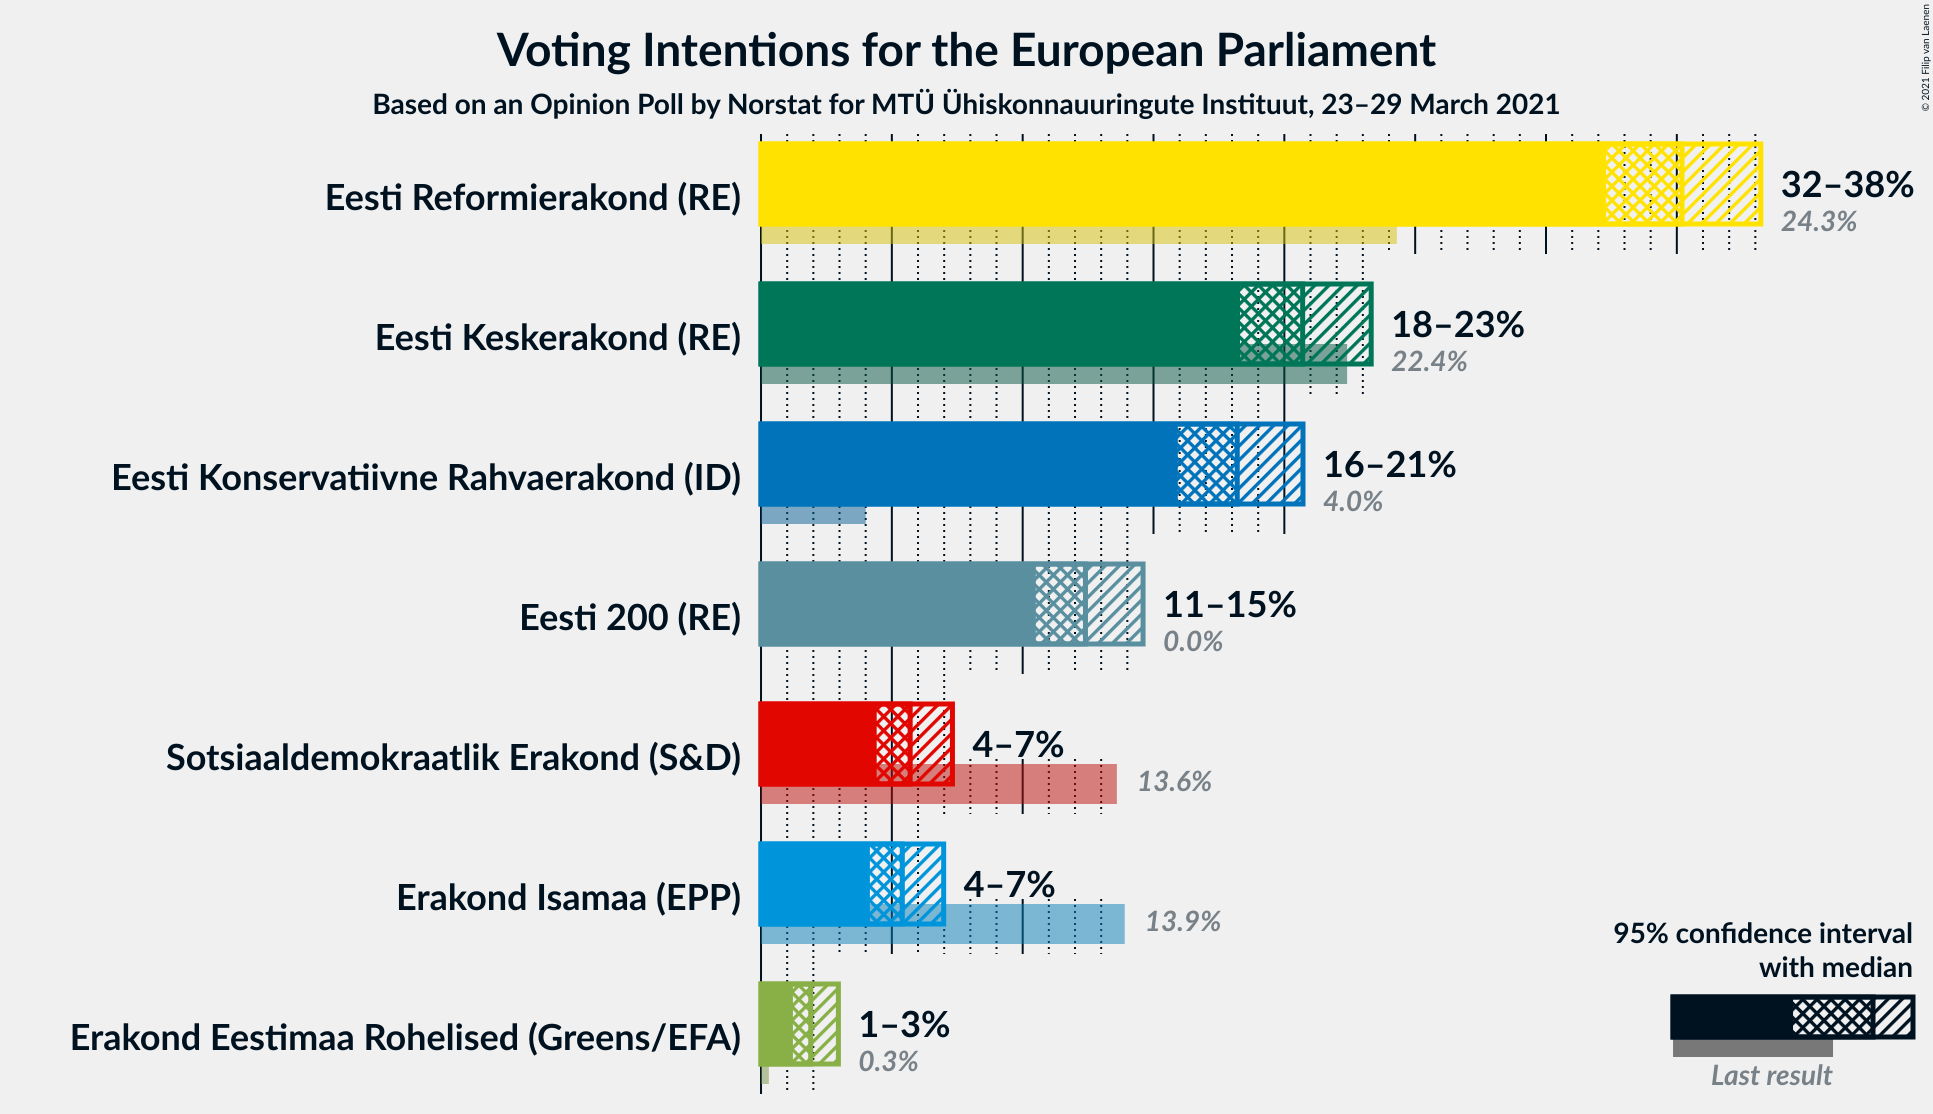 Voting Intentions for the European Parliament
Based on an Opinion Poll by Norstat for MTÜ Ühiskonnauuringute Instituut, 23–29 March 2021
© 2021 Filip van Laenen
Eesti Reformierakond (RE)
32–38%
24.3%
Eesti Keskerakond (RE)
18–23%
22.4%
Eesti Konservatiivne Rahvaerakond (ID)
16–21%
4.0%
Eesti 200 (RE)
11–15%
0.0%
Sotsiaaldemokraatlik Erakond (S&D)
4–7%
13.6%
Erakond Isamaa (EPP)
4–7%
13.9%
Erakond Eestimaa Rohelised (Greens/EFA)
1–3%
0.3%
95% confidence interval
with median
Last result